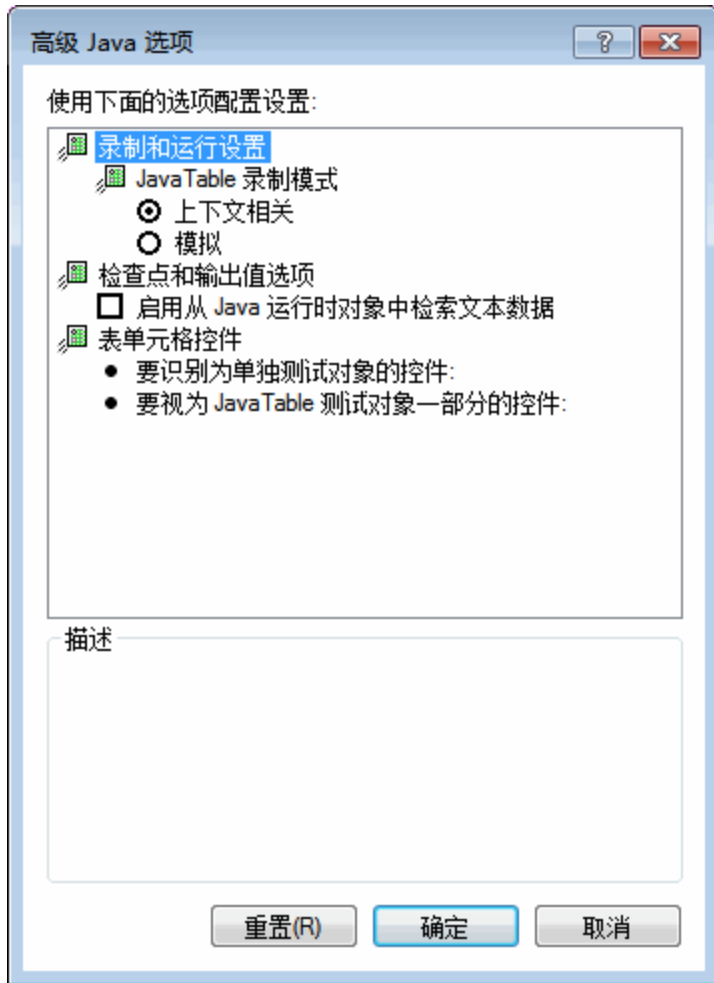 高级 Java 选项
使用下面的选项配置设置:
录制和运行设置
JavaTable 录制模式
上下文相关
模拟
检查点和输出值选项
启用从 Java 运行时对象中检索文本数据
表单元格控件
要识别为单独测试对象的控件:
要视为 JavaTable 测试对象一部分的控件:
描述
重置(R) 确定 取消